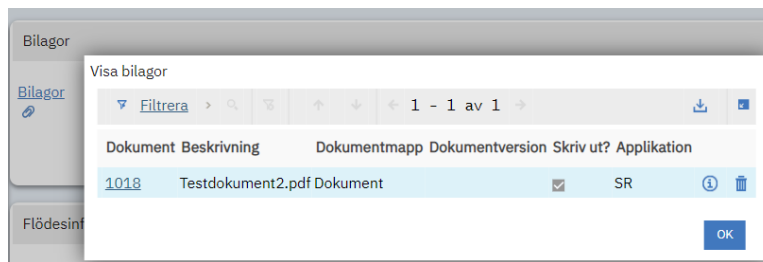 Bilagor
Visa bilagor
Bilagor
Filtrera 1 - 1 av 1
Dokument Beskrivning Dokumentmapp Dokumentversion Skriv ut? Applikation
1018 Testdokument2.pdf Dokument SR
Flödesinf
OK